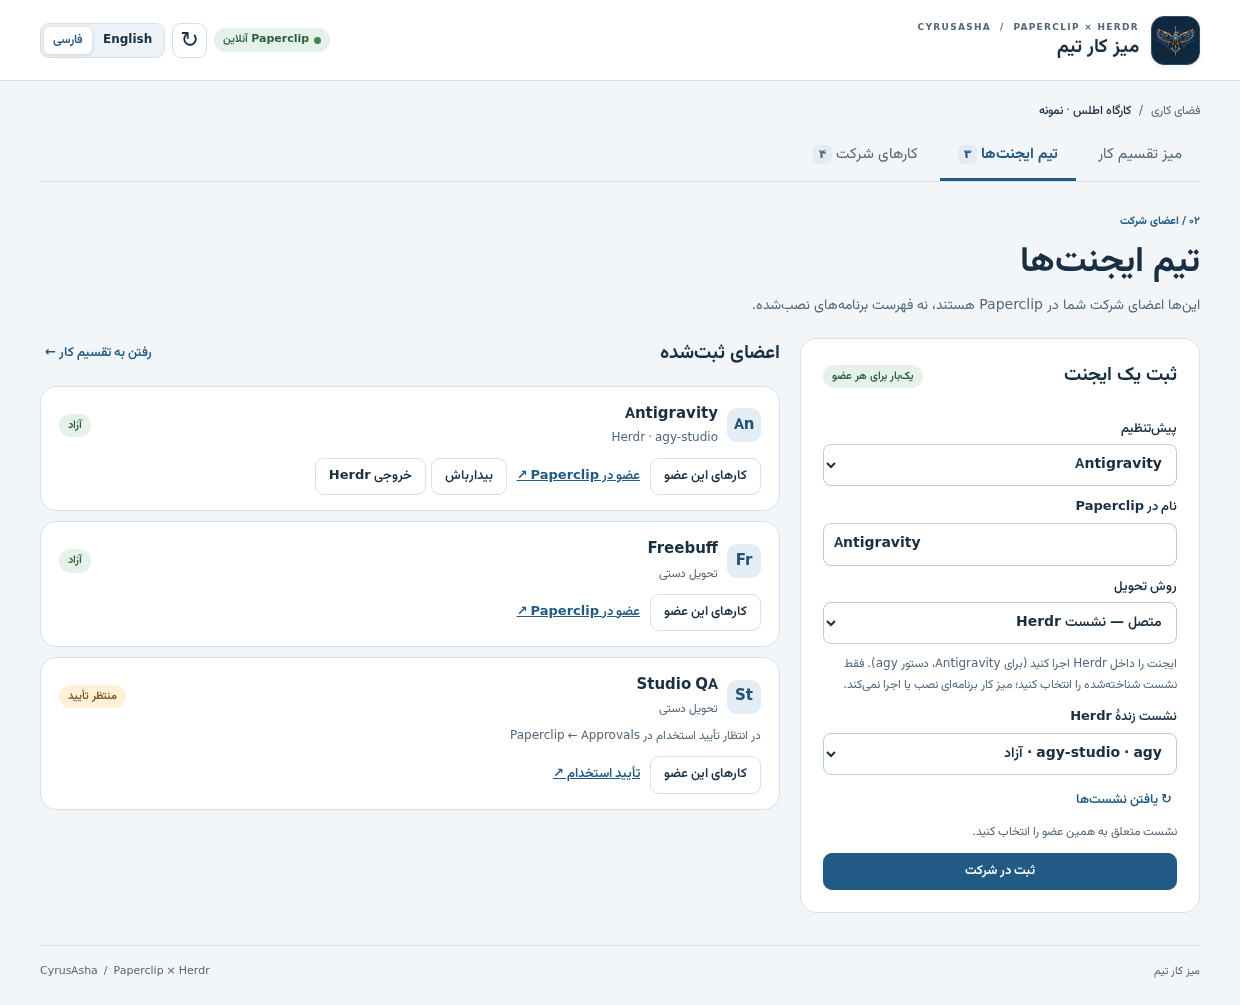 CYRUSASHA / PAPERCLIP × HERDR
میز کار تیم
Paperclip آنلاین
↻
English
فارسی
فضای کاری / کارگاه اطلس · نمونه
میز تقسیم کار
تیم ایجنت‌ها ۳
کارهای شرکت ۴
۰۲ / اعضای شرکت
تیم ایجنت‌ها
این‌ها اعضای شرکت شما در Paperclip هستند، نه فهرست برنامه‌های نصب‌شده.
ثبت یک ایجنت
یک‌بار برای هر عضو
پیش‌تنظیم
Antigravity
نام در Paperclip
Antigravity
روش تحویل
متصل — نشست Herdr
ایجنت را داخل Herdr اجرا کنید (برای Antigravity، دستور agy). فقط
نشست شناخته‌شده را انتخاب کنید؛ میز کار برنامه‌ای نصب یا اجرا نمی‌کند.
نشست زندهٔ Herdr
agy-studio · agy · آزاد
↻ یافتن نشست‌ها
نشست متعلق به همین عضو را انتخاب کنید.
ثبت در شرکت
اعضای ثبت‌شده
رفتن به تقسیم کار ←
An
Antigravity
Herdr · agy-studio
آزاد
کارهای این عضو
عضو در Paperclip ↗
بیدارباش
خروجی Herdr
Fr
Freebuff
تحویل دستی
آزاد
کارهای این عضو
عضو در Paperclip ↗
St
Studio QA
تحویل دستی
منتظر تأیید
در انتظار تأیید استخدام در Paperclip ← Approvals
کارهای این عضو
تأیید استخدام ↗
میز کار تیم
CyrusAsha / Paperclip × Herdr